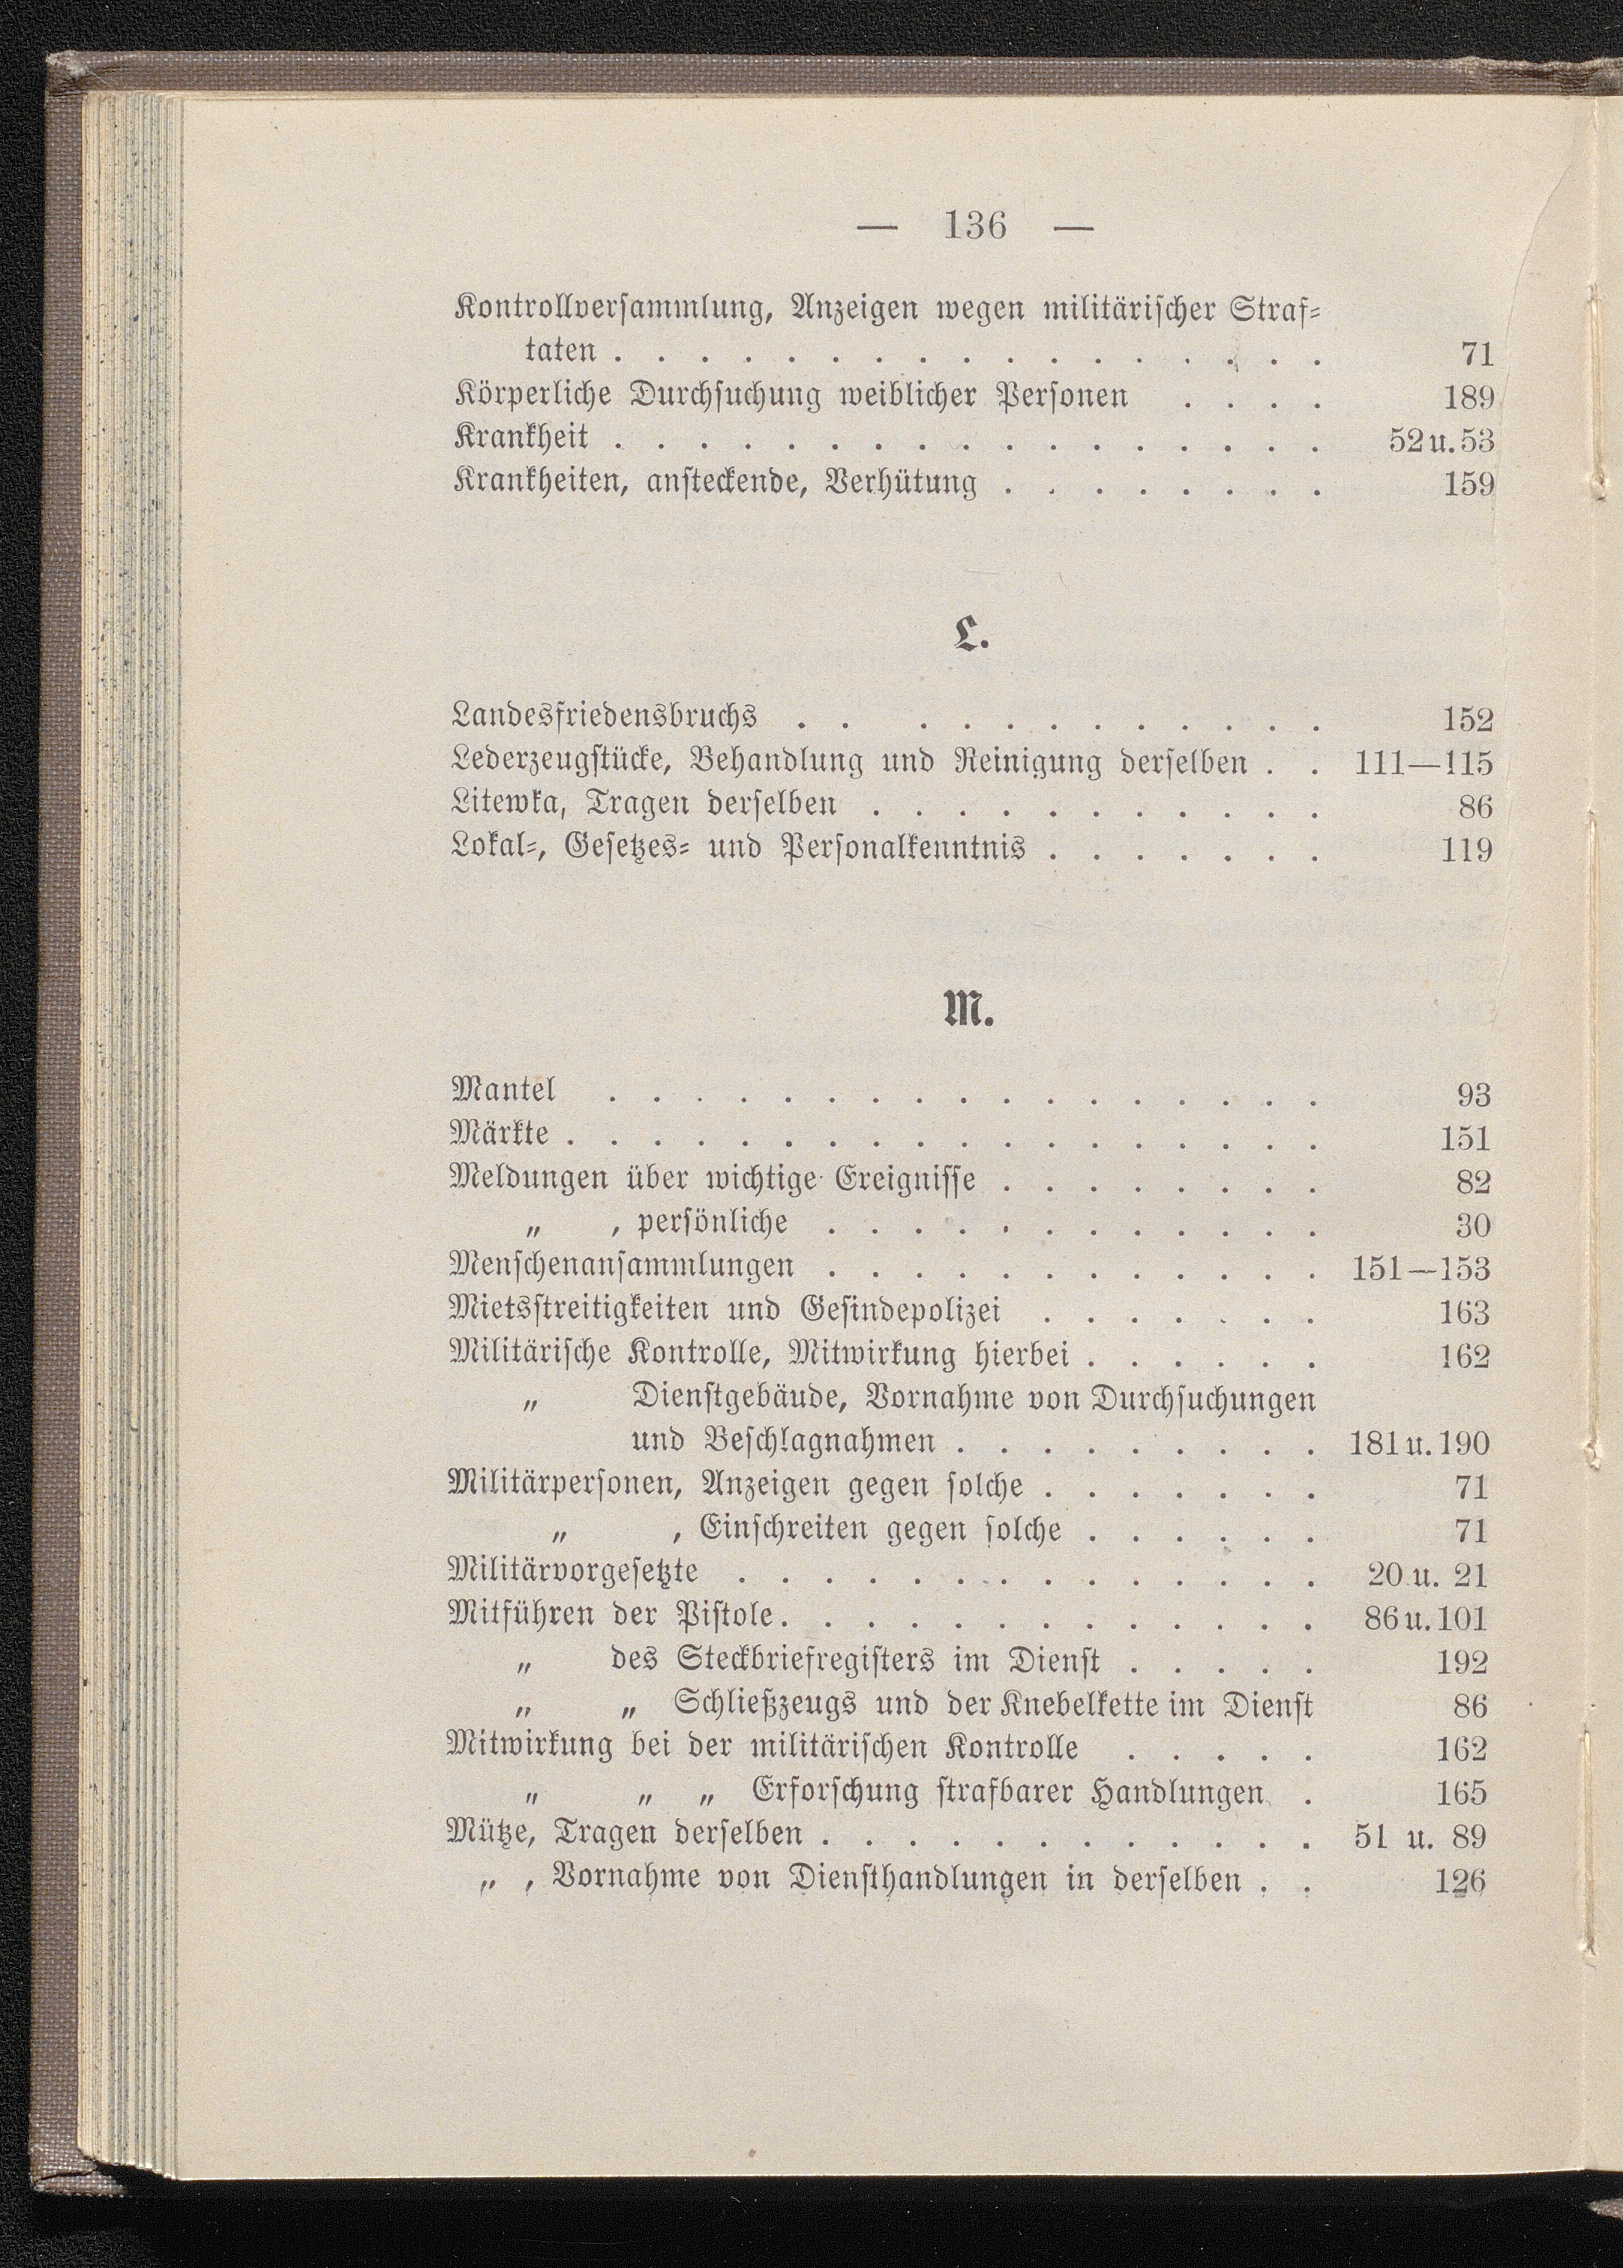 — 136 —
Kontrollversammlung, Anzeigen wegen militärischer Straf-
taten . . . . . . . . . . . . . . . . . 71
Körperliche Durchsuchung weiblicher Personen . . . . 189
Krankheit . . . . . . . . . . . . . . . . . 52 u. 53
Krankheiten, ansteckende, Verhütung . . . . . . . . 159
L.
Landesfriedensbruchs . . . . . . . . . . . . 152
Lederzeugstücke, Behandlung und Reinigung derselben . . 111—115
Litewka, Tragen derselben . . . . . . . . . . . 86
Lokal-, Gesetzes- und Personalkenntnis . . . . . . . 119
M.
Mantel . . . . . . . . . . . . . . . . . 93
Märkte . . . . . . . . . . . . . . . . . . 151
Meldungen über wichtige Ereignisse . . . . . . . . 82
„ , persönliche . . . . . . . . . . . . 30
Menschenansammlungen . . . . . . . . . . . . 151—153
Mietsstreitigkeiten und Gesindepolizei . . . . . . . 163
Militärische Kontrolle, Mitwirkung hierbei . . . . . . 162
„ Dienstgebäude, Vornahme von Durchsuchungen
und Beschlagnahmen . . . . . . . . . 181 u. 190
Militärpersonen, Anzeigen gegen solche . . . . . . . 71
„ , Einschreiten gegen solche . . . . . . 71
Militärvorgesetzte . . . . . . . . . . . . . . 20 u. 21
Mitführen der Pistole . . . . . . . . . . . . . 86 u. 101
„ des Steckbriefregisters im Dienst . . . . . 192
„ „ Schließzeugs und der Knebelkette im Dienst 86
Mitwirkung bei der militärischen Kontrolle . . . . . 162
„ „ „ Erforschung strafbarer Handlungen . 165
Mütze, Tragen derselben . . . . . . . . . . . . 51 u. 89
„ , Vornahme von Diensthandlungen in derselben . . 126